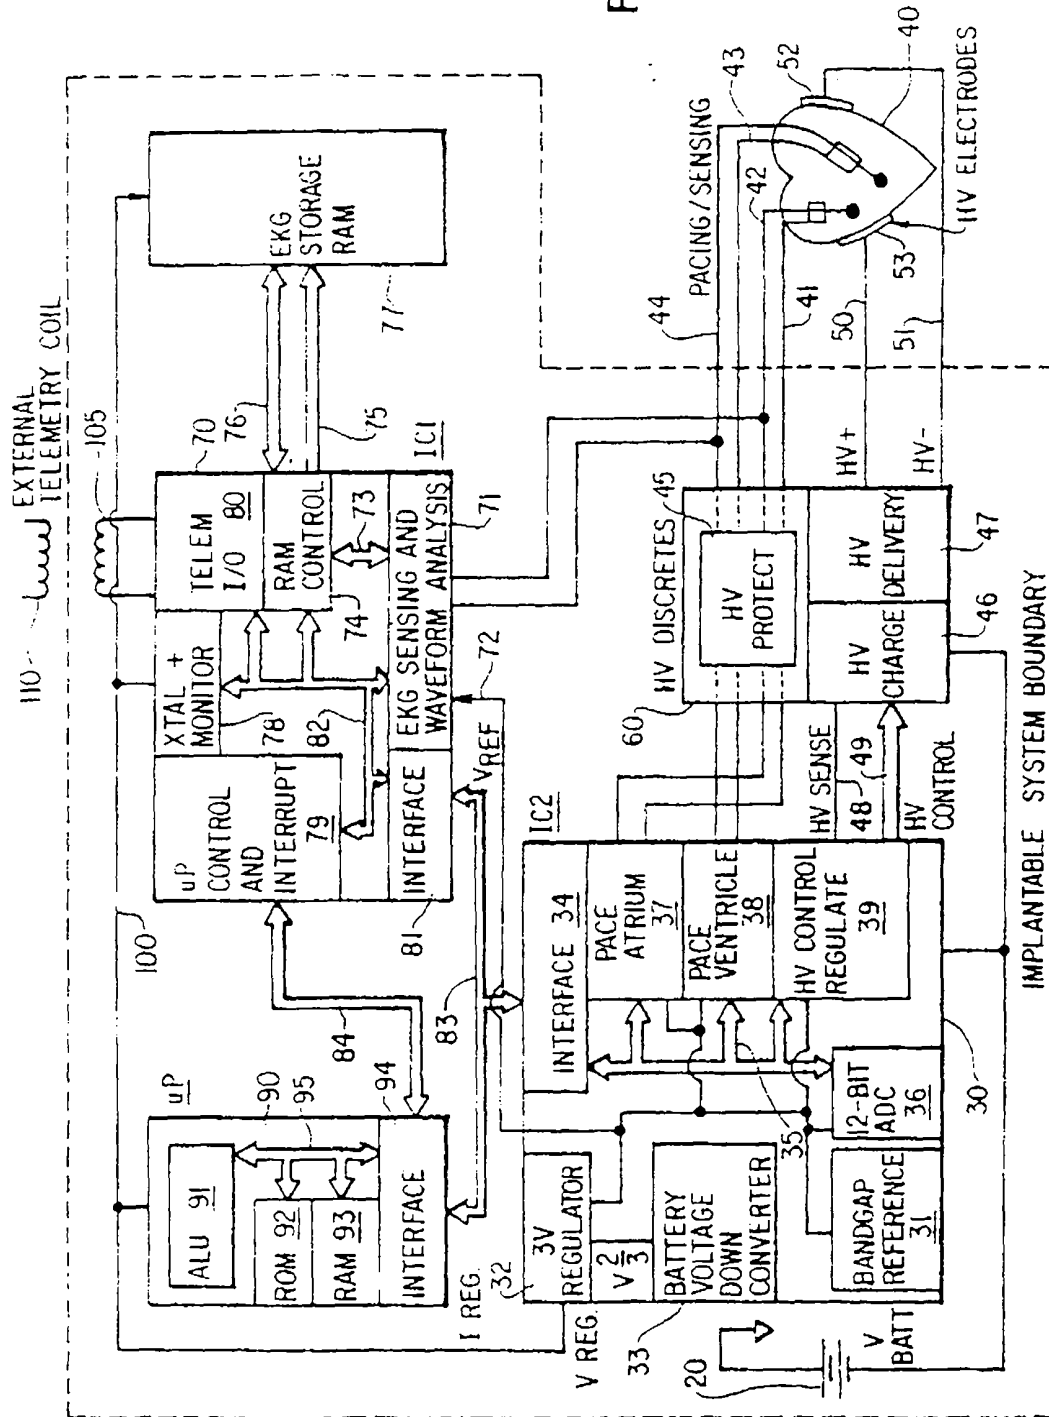 110
EXTERNAL
TELEMETRY COIL
105
100
uP
90
95
94
ALU 91
ROM 92
RAM 93
INTERFACE
84
uP
CONTROL
AND
INTERRUPT
79
XTAL +
MONITOR
78
82
TELEM
I/O 80
70
RAM
CONTROL
74
73
76
75
EKG
STORAGE
RAM
77
IC1
INTERFACE
81
EKG SENSING AND
WAVEFORM ANALYSIS
71
VREF
72
83
I REG.
32
V REG.
3V
REGULATOR
V 2/3
BATTERY
VOLTAGE
DOWN
CONVERTER
33
20
V
BATT
BANDGAP
REFERENCE
31
12-BIT
ADC
36
30
35
IC2
INTERFACE 34
PACE
ATRIUM
37
PACE
VENTRICLE
38
HV CONTROL
REGULATE
39
HV SENSE
48
49
HV
CONTROL
60
HV DISCRETES
45
HV
PROTECT
HV
CHARGE
46
HV
DELIVERY
47
HV+
HV-
44
PACING/SENSING
43
42
41
50
51
52
53
40
HV ELECTRODES
IMPLANTABLE SYSTEM BOUNDARY